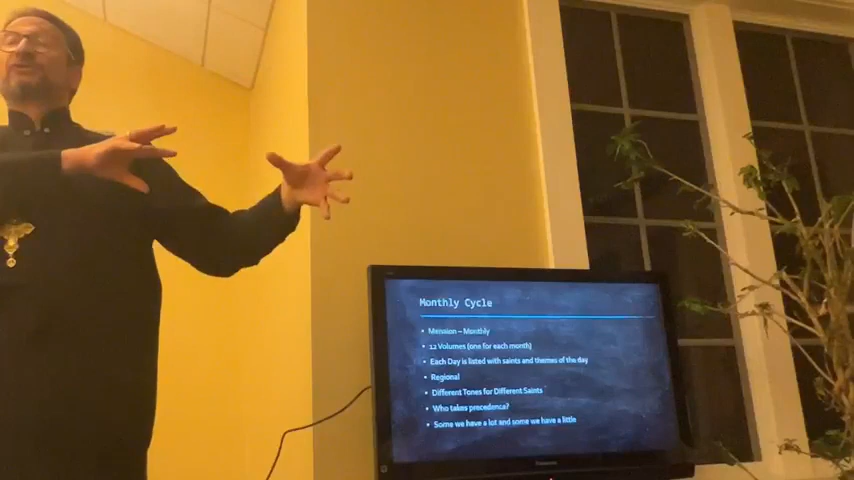 Monthly Cycle
Menaion – Monthly
12 Volumes (one for each month)
Each Day is listed with saints and themes of the day
Regional
Different Tones for Different Saints
Who takes precedence?
Some we have a lot and some we have a little
Panasonic